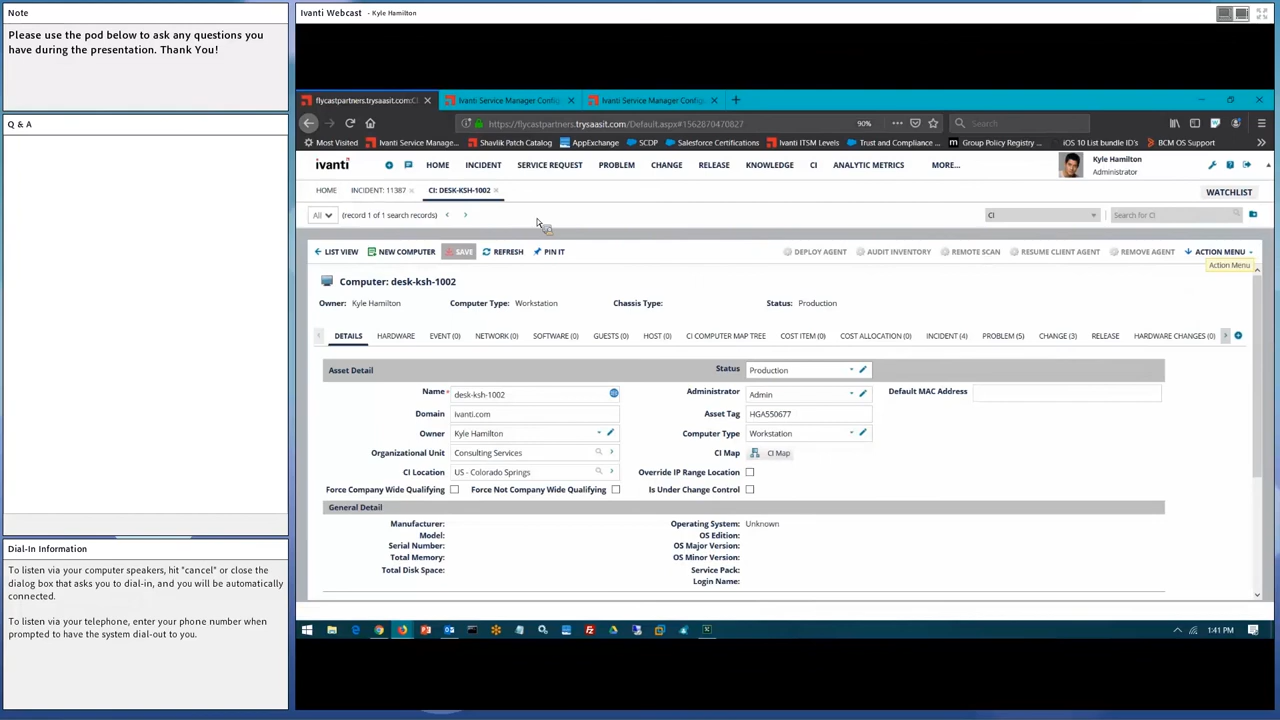 Note
Please use the pod below to ask any questions you
have during the presentation. Thank You!
Q & A
Dial-In Information
To listen via your computer speakers, hit "cancel" or close the
dialog box that asks you to dial-in, and you will be automatically
connected.
To listen via your telephone, enter your phone number when
prompted to have the system dial-out to you.
Ivanti Webcast - Kyle Hamilton
flycastpartners.trysaasit.com:CI
Ivanti Service Manager Config
Ivanti Service Manager Config
https://flycastpartners.trysaasit.com/Default.aspx#1562870470827
90%
Search
Most Visited
Ivanti Service Manage...
Shavlik Patch Catalog
AppExchange
SCDP
Salesforce Certifications
Ivanti ITSM Levels
Trust and Compliance ...
Group Policy Registry ...
iOS 10 List bundle ID's
BCM OS Support
ivanti
HOME INCIDENT SERVICE REQUEST PROBLEM CHANGE RELEASE KNOWLEDGE CI ANALYTIC METRICS MORE...
Kyle Hamilton
Administrator
HOME INCIDENT: 11387 CI: DESK-KSH-1002
WATCHLIST
All (record 1 of 1 search records)
CI Search for CI
LIST VIEW NEW COMPUTER SAVE REFRESH PIN IT DEPLOY AGENT AUDIT INVENTORY REMOTE SCAN RESUME CLIENT AGENT REMOVE AGENT ACTION MENU
Action Menu
Computer: desk-ksh-1002
Owner: Kyle Hamilton Computer Type: Workstation Chassis Type: Status: Production
DETAILS HARDWARE EVENT (0) NETWORK (0) SOFTWARE (0) GUESTS (0) HOST (0) CI COMPUTER MAP TREE COST ITEM (0) COST ALLOCATION (0) INCIDENT (4) PROBLEM (5) CHANGE (3) RELEASE HARDWARE CHANGES (0)
Asset Detail Status Production
Name * desk-ksh-1002 Administrator Admin Default MAC Address
Domain ivanti.com Asset Tag HGA550677
Owner Kyle Hamilton Computer Type Workstation
Organizational Unit Consulting Services CI Map CI Map
CI Location US - Colorado Springs Override IP Range Location
Force Company Wide Qualifying Force Not Company Wide Qualifying Is Under Change Control
General Detail
Manufacturer: Operating System: Unknown
Model: OS Edition:
Serial Number: OS Major Version:
Total Memory: OS Minor Version:
Total Disk Space: Service Pack:
Login Name:
1:41 PM